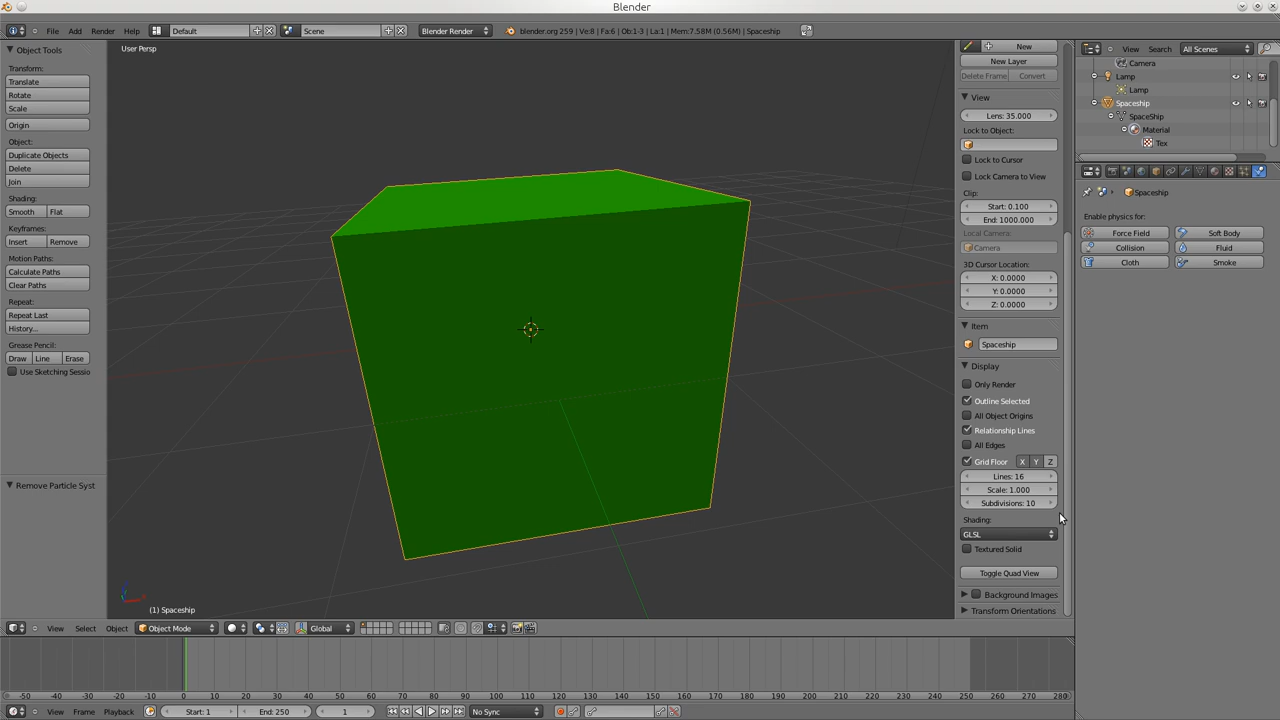 Blender
File Add Render Help Default Scene Blender Render blender.org 259 | Ve:8 | Fa:6 | Ob:1-3 | La:1 | Mem:7.58M (0.56M) | Spaceship
Object Tools
Transform:
Translate
Rotate
Scale
Origin
Object:
Duplicate Objects
Delete
Join
Shading:
Smooth Flat
Keyframes:
Insert Remove
Motion Paths:
Calculate Paths
Clear Paths
Repeat:
Repeat Last
History...
Grease Pencil:
Draw Line Erase
Use Sketching Sessio
Remove Particle Syst
User Persp
(1) Spaceship
New
New Layer
Delete Frame Convert
View
Lens: 35.000
Lock to Object:
Lock to Cursor
Lock Camera to View
Clip:
Start: 0.100
End: 1000.000
Local Camera:
Camera
3D Cursor Location:
X: 0.0000
Y: 0.0000
Z: 0.0000
Item
Spaceship
Display
Only Render
Outline Selected
All Object Origins
Relationship Lines
All Edges
Grid Floor X Y Z
Lines: 16
Scale: 1.000
Subdivisions: 10
Shading:
GLSL
Textured Solid
Toggle Quad View
Background Images
Transform Orientations
View Search All Scenes
Camera
Lamp
Lamp
Spaceship
SpaceShip
Material
Tex
Spaceship
Enable physics for:
Force Field Soft Body
Collision Fluid
Cloth Smoke
View Select Object Object Mode Global
-50 -40 -30 -20 -10 0 10 20 30 40 50 60 70 80 90 100 110 120 130 140 150 160 170 180 190 200 210 220 230 240 250 260 270 280
View Frame Playback Start: 1 End: 250 1 No Sync